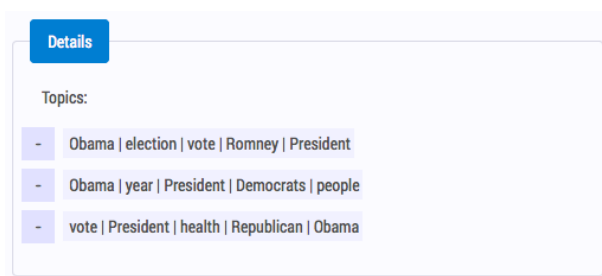 Details
Topics:
- Obama | election | vote | Romney | President
- Obama | year | President | Democrats | people
- vote | President | health | Republican | Obama